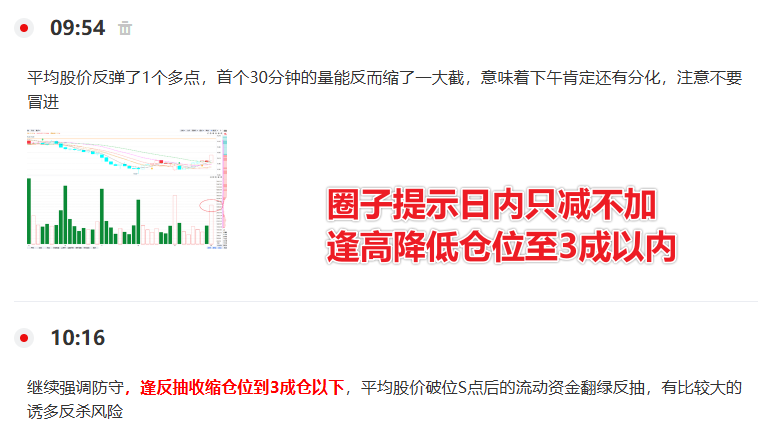 09:54
平均股价反弹了1个多点，首个30分钟的量能反而缩了一大截，意味着下午肯定还有分化，注意不要
冒进
圈子提示日内只减不加
逢高降低仓位至3成以内
10:16
继续强调防守，逢反抽收缩仓位到3成仓以下，平均股价破位S点后的流动资金翻绿反抽，有比较大的
诱多反杀风险